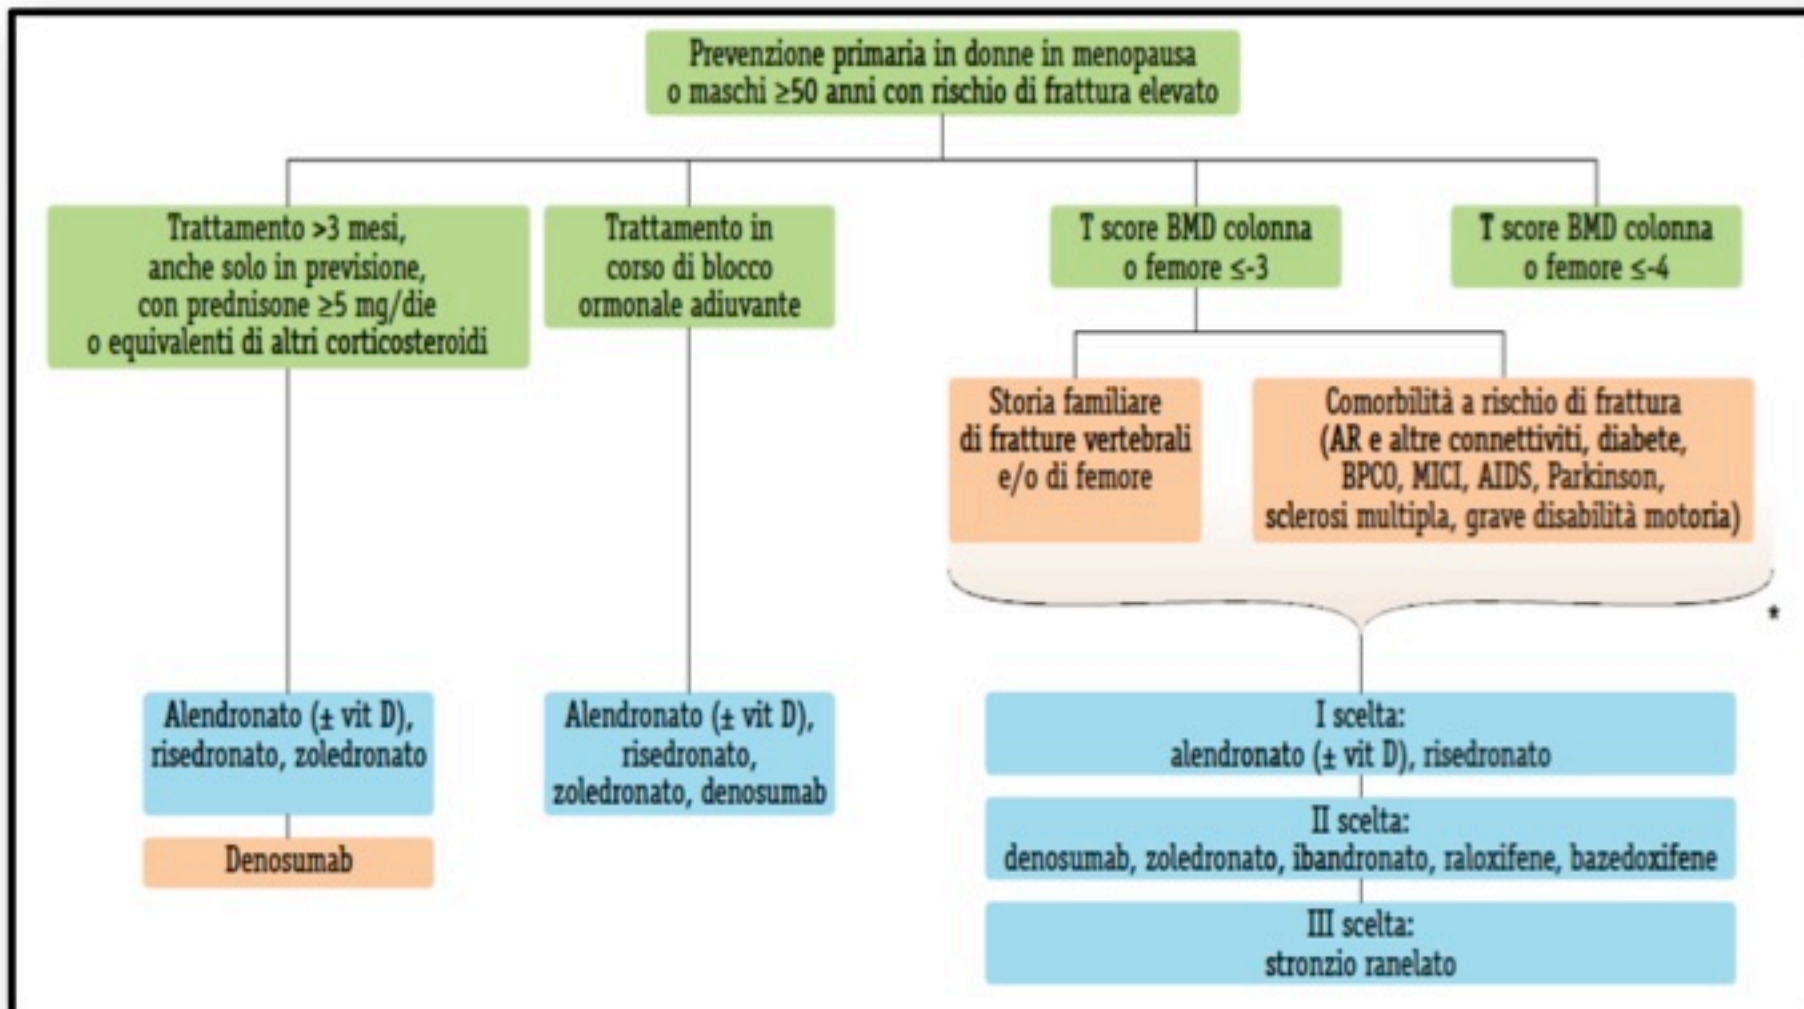 Prevenzione primaria in donne in menopausa
o maschi ≥50 anni con rischio di frattura elevato
Trattamento >3 mesi,
anche solo in previsione,
con prednisone ≥5 mg/die
o equivalenti di altri corticosteroidi
Trattamento in
corso di blocco
ormonale adiuvante
T score BMD colonna
o femore ≤-3
T score BMD colonna
o femore ≤-4
Storia familiare
di fratture vertebrali
e/o di femore
Comorbilità a rischio di frattura
(AR e altre connettiviti, diabete,
BPCO, MICI, AIDS, Parkinson,
sclerosi multipla, grave disabilità motoria)
*
Alendronato (± vit D),
risedronato, zoledronato
Denosumab
Alendronato (± vit D),
risedronato,
zoledronato, denosumab
I scelta:
alendronato (± vit D), risedronato
II scelta:
denosumab, zoledronato, ibandronato, raloxifene, bazedoxifene
III scelta:
stronzio ranelato